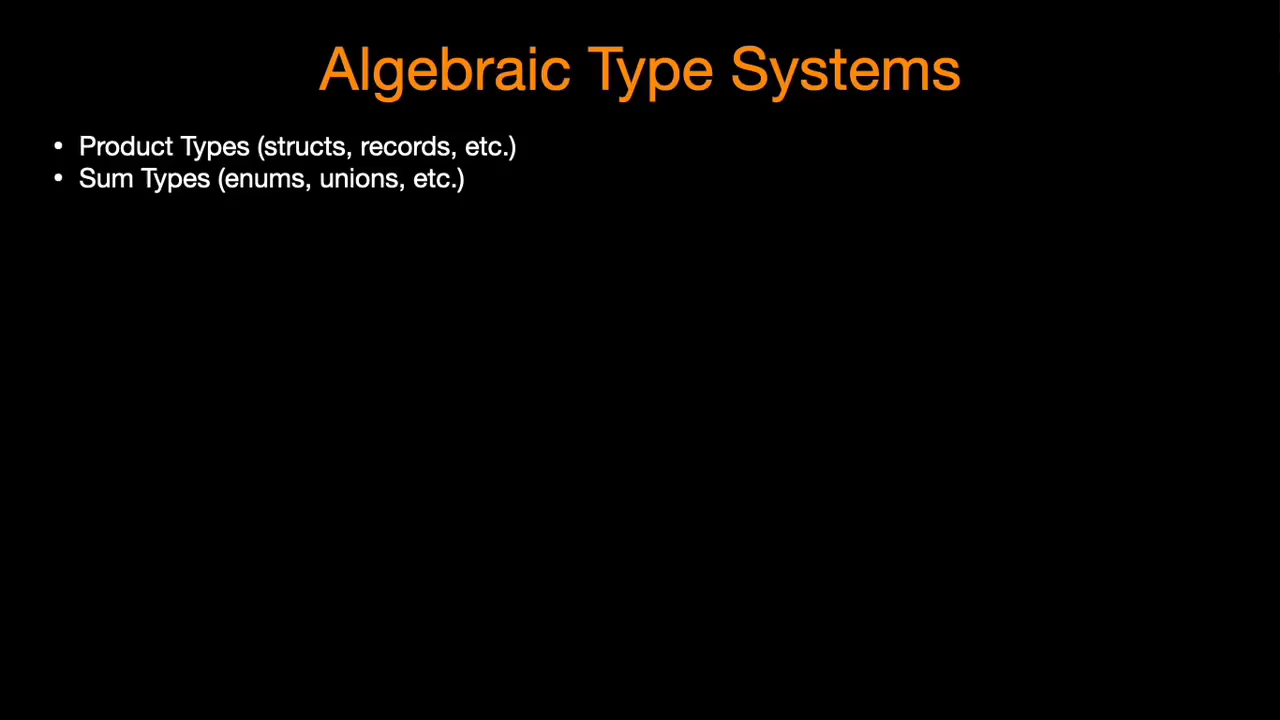 Algebraic Type Systems
• Product Types (structs, records, etc.)
• Sum Types (enums, unions, etc.)